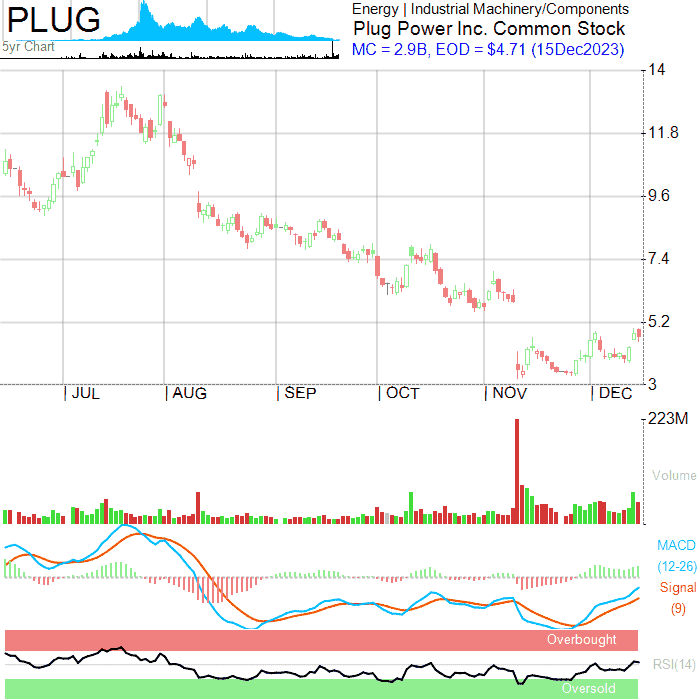 PLUG
5yr Chart
Energy | Industrial Machinery/Components
Plug Power Inc. Common Stock
MC = 2.9B, EOD = $4.71 (15Dec2023)
14
11.8
9.6
7.4
5.2
3
JUL AUG SEP OCT NOV DEC
223M
Volume
MACD
(12-26)
Signal
(9)
Overbought
RSI(14)
Oversold